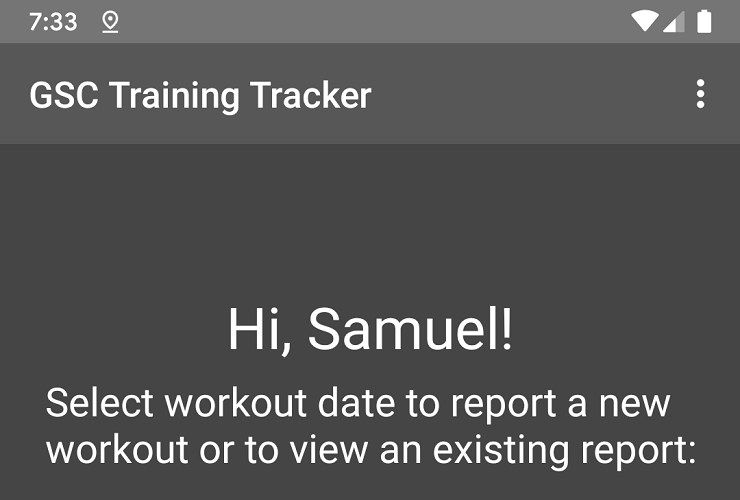 7:33
GSC Training Tracker
Hi, Samuel!
Select workout date to report a new
workout or to view an existing report: